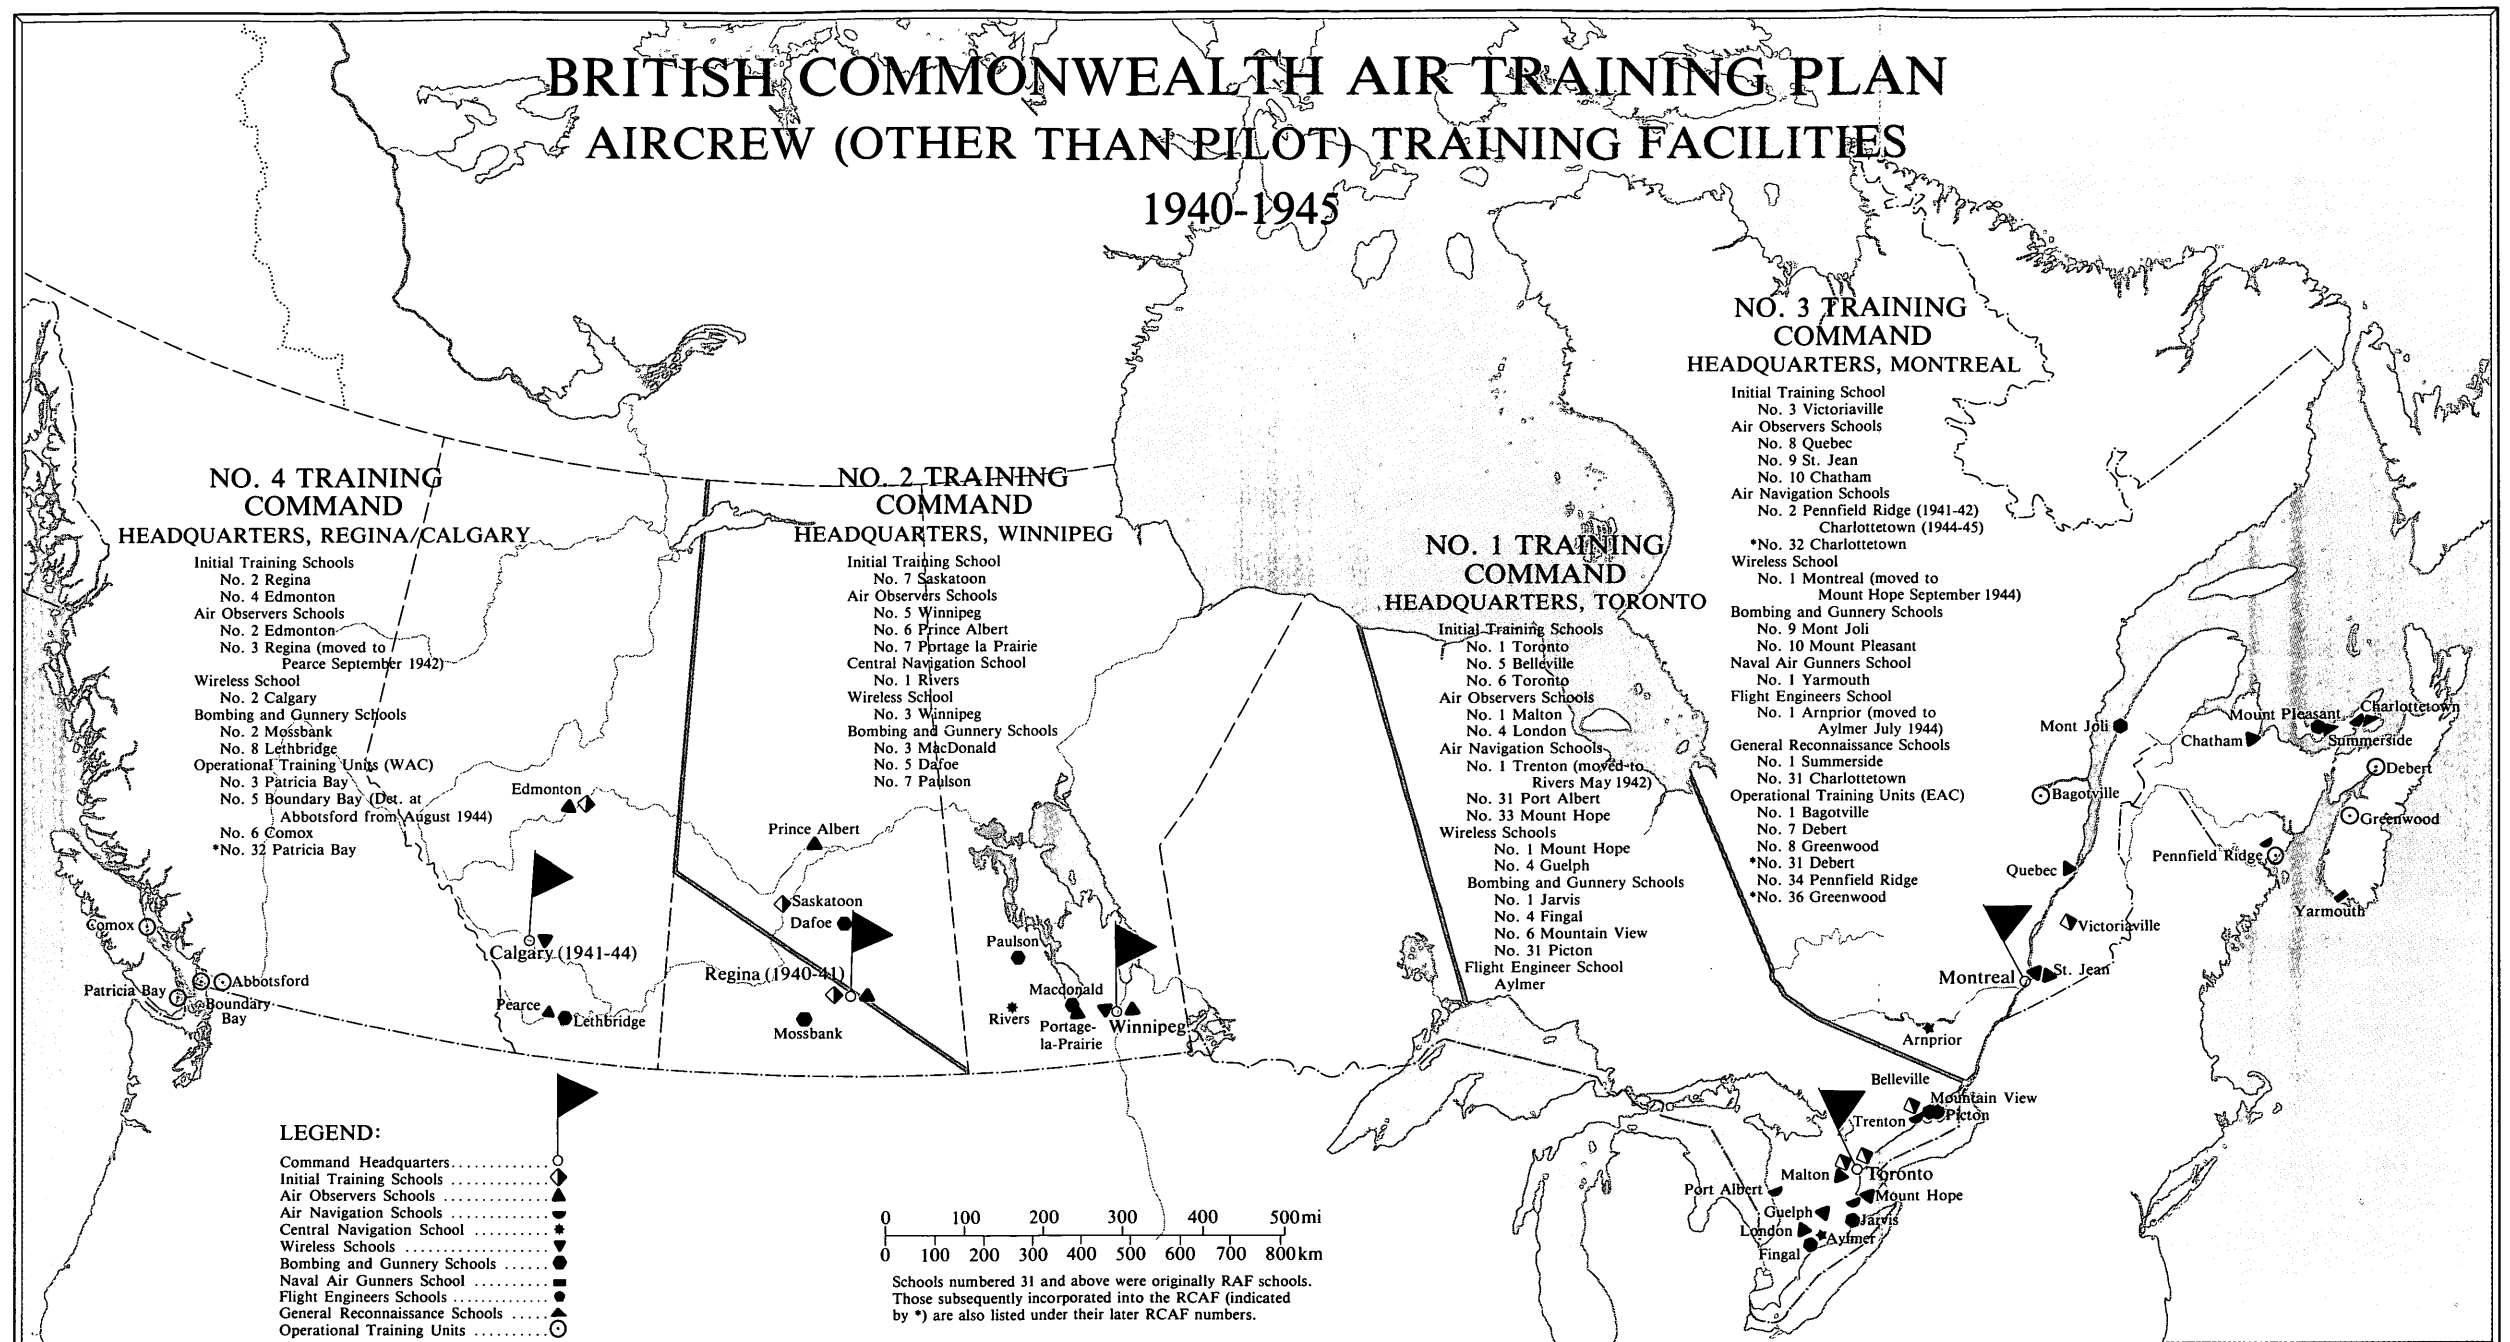 BRITISH COMMONWEALTH AIR TRAINING PLAN
AIRCREW (OTHER THAN PILOT) TRAINING FACILITIES
1940-1945
NO. 4 TRAINING
COMMAND
HEADQUARTERS, REGINA/CALGARY
Initial Training Schools
No. 2 Regina
No. 4 Edmonton
Air Observers Schools
No. 2 Edmonton
No. 3 Regina (moved to
Pearce September 1942)
Wireless School
No. 2 Calgary
Bombing and Gunnery Schools
No. 2 Mossbank
No. 8 Lethbridge
Operational Training Units (WAC)
No. 3 Patricia Bay
No. 5 Boundary Bay (Det. at
Abbotsford from August 1944)
No. 6 Comox
*No. 32 Patricia Bay
NO. 2 TRAINING
COMMAND
HEADQUARTERS, WINNIPEG
Initial Training School
No. 7 Saskatoon
Air Observers Schools
No. 5 Winnipeg
No. 6 Prince Albert
No. 7 Portage la Prairie
Central Navigation School
No. 1 Rivers
Wireless School
No. 3 Winnipeg
Bombing and Gunnery Schools
No. 3 MacDonald
No. 5 Dafoe
No. 7 Paulson
NO. 1 TRAINING
COMMAND
HEADQUARTERS, TORONTO
Initial Training Schools
No. 1 Toronto
No. 5 Belleville
No. 6 Toronto
Air Observers Schools
No. 1 Malton
No. 4 London
Air Navigation Schools
No. 1 Trenton (moved to
Rivers May 1942)
No. 31 Port Albert
No. 33 Mount Hope
Wireless Schools
No. 1 Mount Hope
No. 4 Guelph
Bombing and Gunnery Schools
No. 1 Jarvis
No. 4 Fingal
No. 6 Mountain View
No. 31 Picton
Flight Engineer School
Aylmer
NO. 3 TRAINING
COMMAND
HEADQUARTERS, MONTREAL
Initial Training School
No. 3 Victoriaville
Air Observers Schools
No. 8 Quebec
No. 9 St. Jean
No. 10 Chatham
Air Navigation Schools
No. 2 Pennfield Ridge (1941-42)
Charlottetown (1944-45)
*No. 32 Charlottetown
Wireless School
No. 1 Montreal (moved to
Mount Hope September 1944)
Bombing and Gunnery Schools
No. 9 Mont Joli
No. 10 Mount Pleasant
Naval Air Gunners School
No. 1 Yarmouth
Flight Engineers School
No. 1 Arnprior (moved to
Aylmer July 1944)
General Reconnaissance Schools
No. 1 Summerside
No. 31 Charlottetown
Operational Training Units (EAC)
No. 1 Bagotville
No. 7 Debert
No. 8 Greenwood
*No. 31 Debert
No. 34 Pennfield Ridge
*No. 36 Greenwood
Edmonton
Comox
Patricia Bay
Abbotsford
Boundary
Bay
Calgary (1941-44)
Pearce
Lethbridge
Prince Albert
Saskatoon
Dafoe
Regina (1940-41)
Mossbank
Paulson
Macdonald
Rivers
Portage-
la-Prairie
Winnipeg
Mont Joli
Mount Pleasant
Charlottetown
Chatham
Summerside
Debert
Bagotville
Greenwood
Pennfield Ridge
Quebec
Yarmouth
Victoriaville
Montreal
St. Jean
Arnprior
Belleville
Mountain View
Trenton
Picton
Malton
Toronto
Port Albert
Mount Hope
Guelph
Jarvis
London
Aylmer
Fingal
LEGEND:
Command Headquarters.............
Initial Training Schools .............
Air Observers Schools .............
Air Navigation Schools .............
Central Navigation School ..........
Wireless Schools ...................
Bombing and Gunnery Schools ......
Naval Air Gunners School ..........
Flight Engineers Schools ............
General Reconnaissance Schools .....
Operational Training Units ..........
0 100 200 300 400 500mi
0 100 200 300 400 500 600 700 800km
Schools numbered 31 and above were originally RAF schools.
Those subsequently incorporated into the RCAF (indicated
by *) are also listed under their later RCAF numbers.